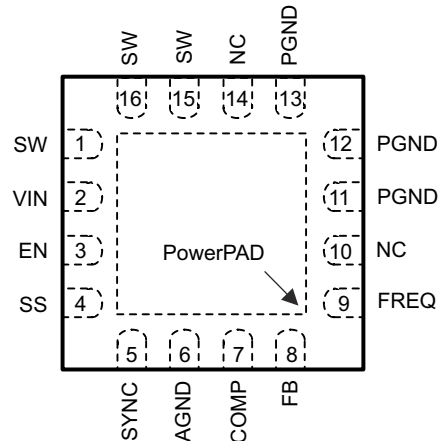 SW
SW
NC
PGND
16
15
14
13
SW 1
12 PGND
VIN 2
11 PGND
EN 3
10 NC
PowerPAD
SS 4
9 FREQ
5
6
7
8
SYNC
AGND
COMP
FB